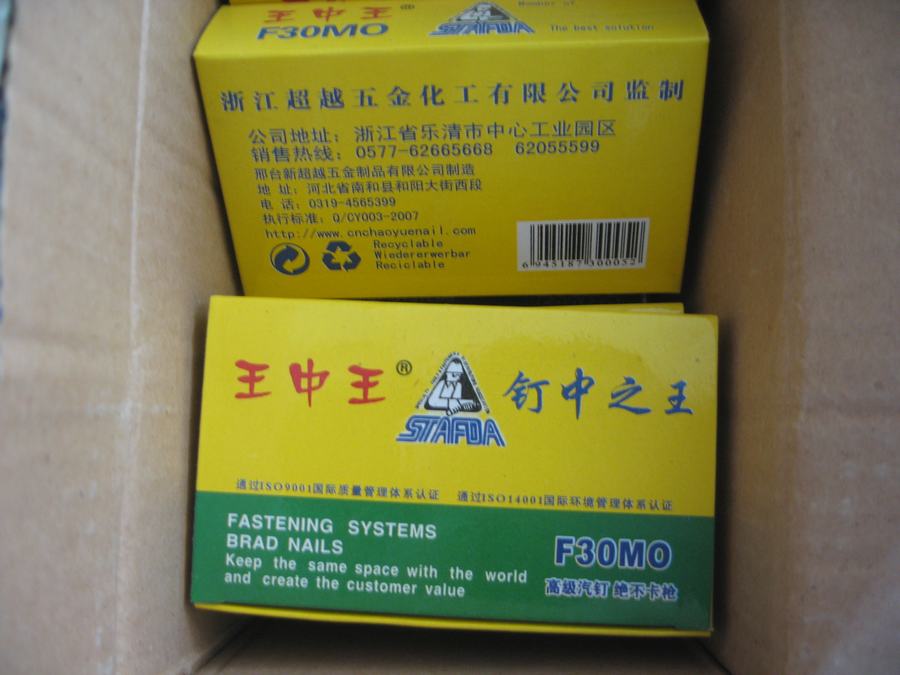 王中王®
F30MO
STAFDA
Member of
The best solution
浙江超越五金化工有限公司监制
公司地址：浙江省乐清市中心工业园区
销售热线：0577-62665668 62055599
邢台新超越五金制品有限公司制造
地 址：河北省南和县和阳大街西段
电 话：0319-4565399
执行标准：Q/CY003-2007
http://www.cnchaoyuenail.com
Recyclable
Wiedererwerbar
Reciclable
6 945187 300052
王中王®
STAFDA
钉中之王
通过ISO9001国际质量管理体系认证 通过ISO14001国际环境管理体系认证
FASTENING SYSTEMS
BRAD NAILS
Keep the same space with the world
and create the customer value
F30MO
高级汽钉 绝不卡枪